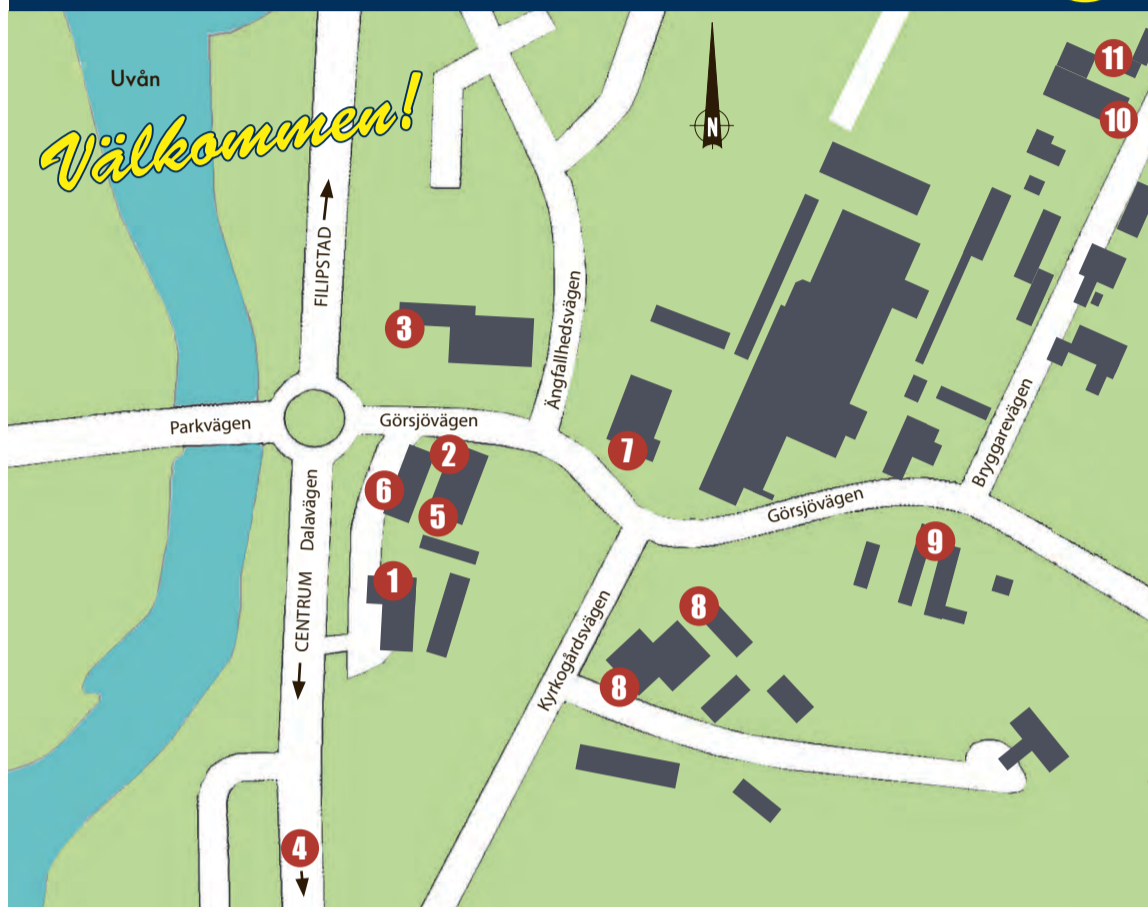 Uvån
Välkommen!
N
11
10
FILIPSTAD
3
Ängfallhedsvägen
Parkvägen
Görsjövägen
2
7
6
5
Görsjövägen
Bryggarevägen
CENTRUM Dalavägen
1
9
8
Kyrkogårdsvägen
8
4